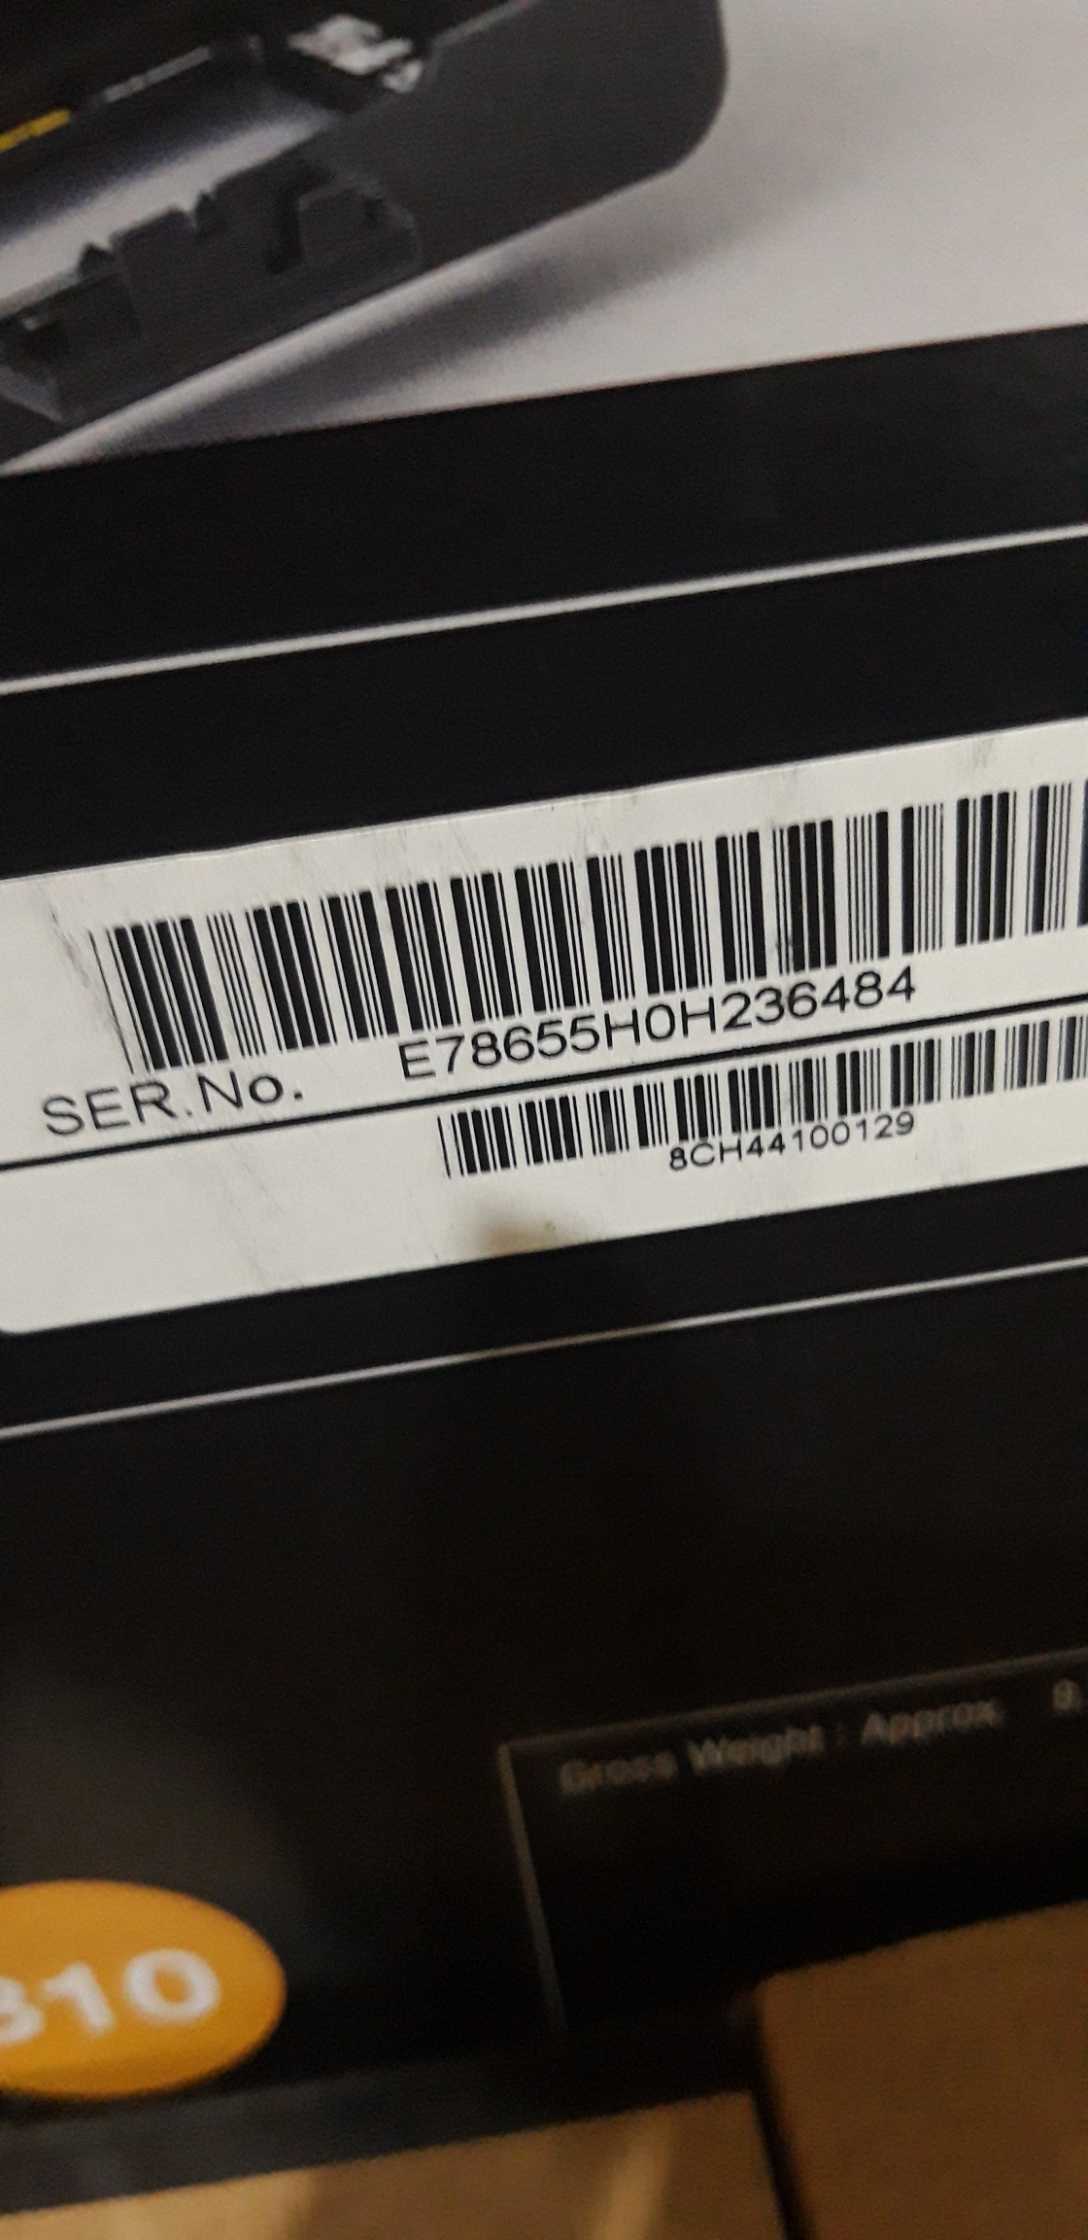 SER.No. E78655H0H236484
8CH44100129
Gross Weight : Approx.
310